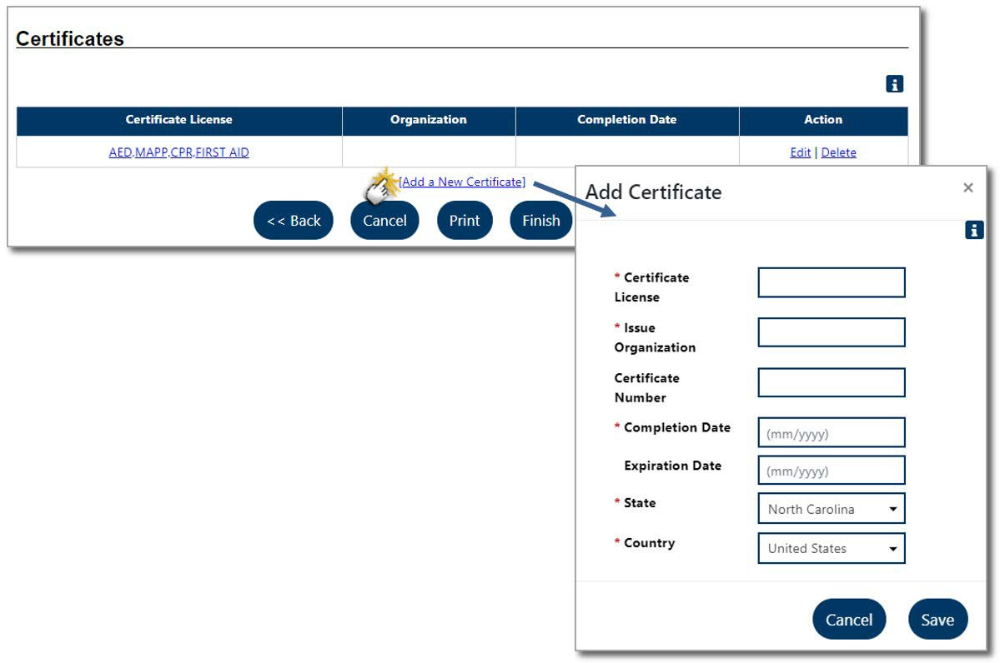 Certificates
i
Certificate License Organization Completion Date Action
AED,MAPP,CPR,FIRST AID Edit | Delete
[Add a New Certificate]
<< Back Cancel Print Finish
Add Certificate ×
i
* Certificate
License
* Issue
Organization
Certificate
Number
* Completion Date (mm/yyyy)
Expiration Date (mm/yyyy)
* State North Carolina
* Country United States
Cancel Save